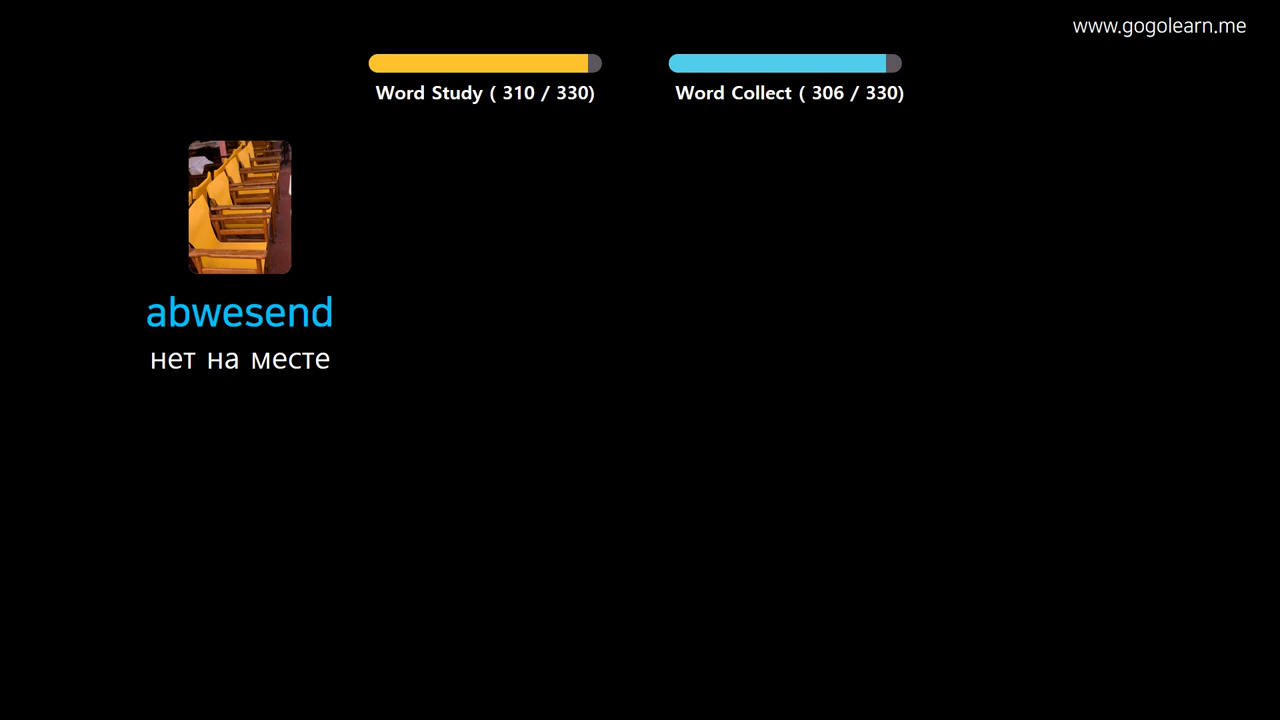 www.gogolearn.me
Word Study ( 310 / 330)
Word Collect ( 306 / 330)
abwesend
нет на месте